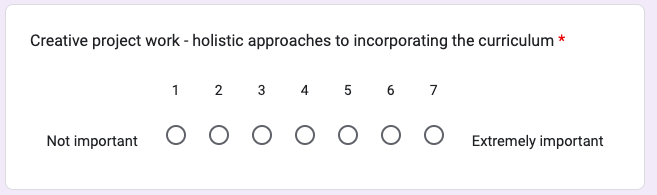 Creative project work - holistic approaches to incorporating the curriculum *
1 2 3 4 5 6 7
Not important Extremely important